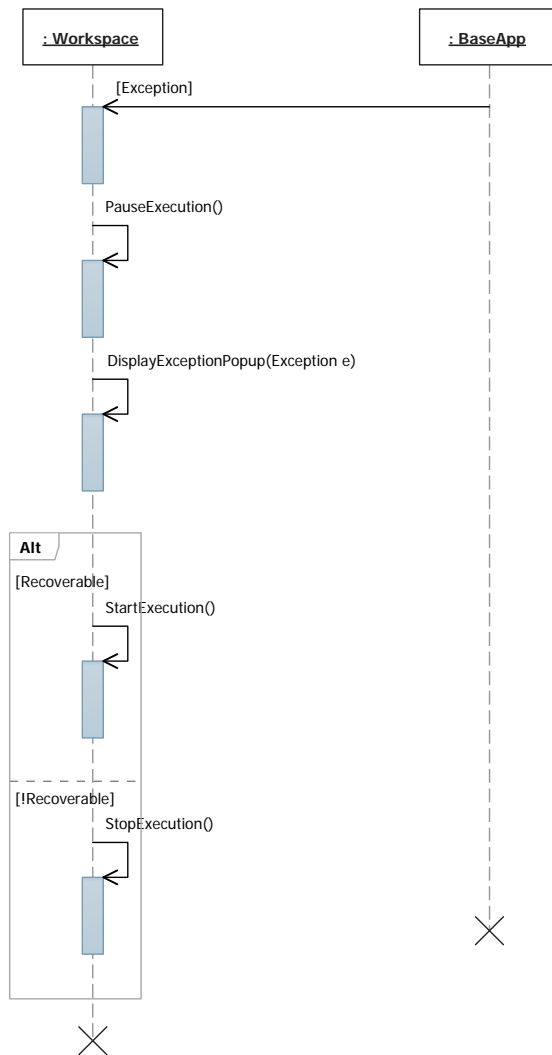 : Workspace
: BaseApp
[Exception]
PauseExecution()
DisplayExceptionPopup(Exception e)
Alt
[Recoverable]
StartExecution()
[!Recoverable]
StopExecution()